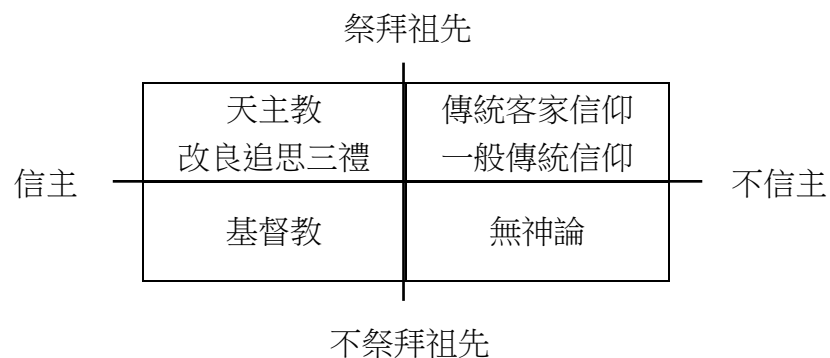 祭拜祖先
天主教
改良追思三禮
傳統客家信仰
一般傳統信仰
信主
不信主
基督教
無神論
不祭拜祖先